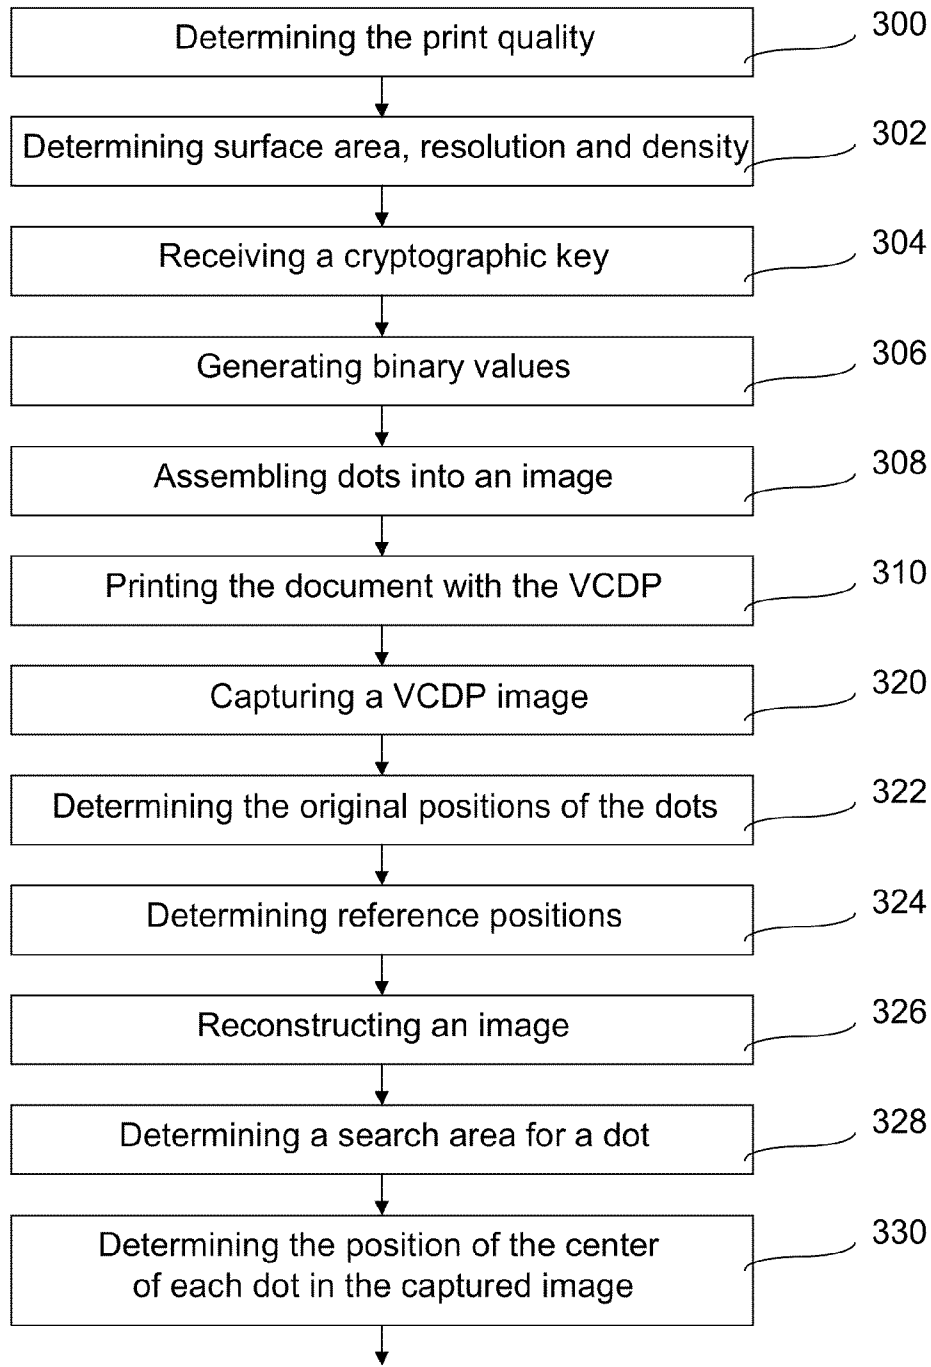 Determining the print quality
300
Determining surface area, resolution and density
302
Receiving a cryptographic key
304
Generating binary values
306
Assembling dots into an image
308
Printing the document with the VCDP
310
Capturing a VCDP image
320
Determining the original positions of the dots
322
Determining reference positions
324
Reconstructing an image
326
Determining a search area for a dot
328
Determining the position of the center
of each dot in the captured image
330